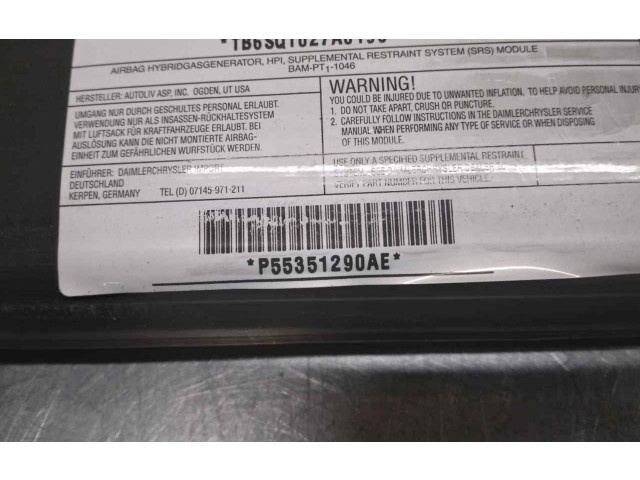 AIRBAG HYBRIDGASGENERATOR, HPI, SUPPLEMENTAL RESTRAINT SYSTEM (SRS) MODULE
BAM-PT1-1046
HERSTELLER: AUTOLIV ASP, INC. OGDEN, UT USA
UMGANG NUR DURCH GESCHULTES PERSONAL ERLAUBT.
VERWENDUNG NUR ALS INSASSEN-RÜCKHALTESYSTEM
MIT LUFTSACK FÜR KRAFTFAHRZEUGE ERLAUBT. BEI
AUSLÖSUNG KANN DIE NICHT MONTIERTE AIRBAG-
EINHEIT ZUM GEFÄHRLICHEN WURFSTÜCK WERDEN.
EINFÜHRER: DAIMLERCHRYSLER IMPORT
DEUTSCHLAND
KERPEN, GERMANY TEL (D) 07145-971-211
WARNING!
YOU COULD BE INJURED DUE TO UNWANTED INFLATION. TO HELP AVOID PERSONAL INJURY
1. DO NOT TAKE APART, CRUSH OR PUNCTURE.
2. CAREFULLY FOLLOW INSTRUCTIONS IN THE DAIMLERCHRYSLER SERVICE
MANUAL WHEN PERFORMING ANY TYPE OF SERVICE OR WHEN DISPOSING
OF
USE ONLY A SPECIFIED SUPPLEMENTAL RESTRAINT
VERIFY PART NUMBER FOR THIS VEHICLE.
*P55351290AE*